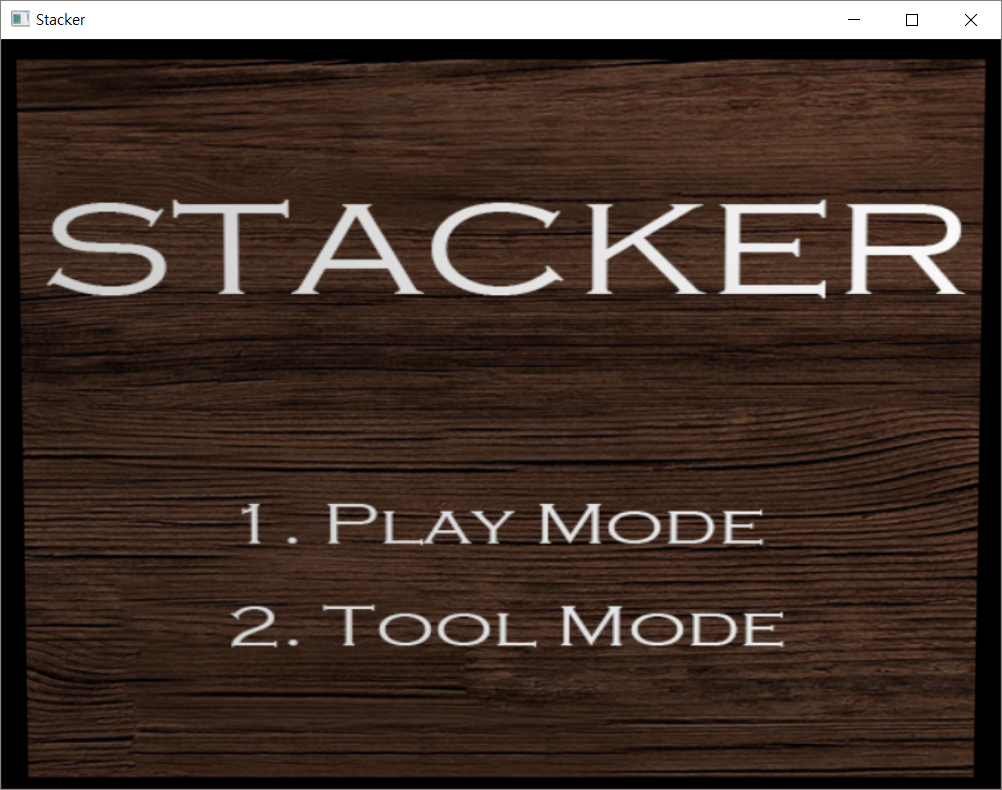 Stacker
STACKER
1. PLAY MODE
2. TOOL MODE